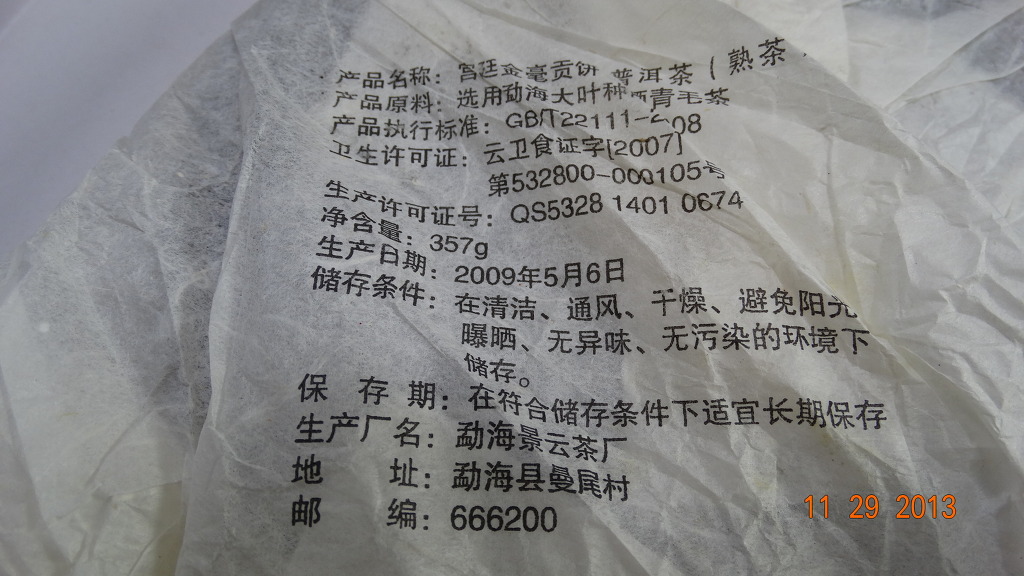 产品名称：宫廷金毫贡饼 普洱茶（熟茶
产品原料：选用勐海大叶种晒青毛茶
产品执行标准：GB/T22111-2008
卫生许可证：云卫食证字[2007]
第532800-000105号
生产许可证号：QS5328 1401 0674
净含量：357g
生产日期：2009年5月6日
储存条件：在清洁、通风、干燥、避免阳光
曝晒、无异味、无污染的环境下
储存。
保存期：在符合储存条件下适宜长期保存
生产厂名：勐海景云茶厂
地址：勐海县曼尾村
邮编：666200
11 29 2013